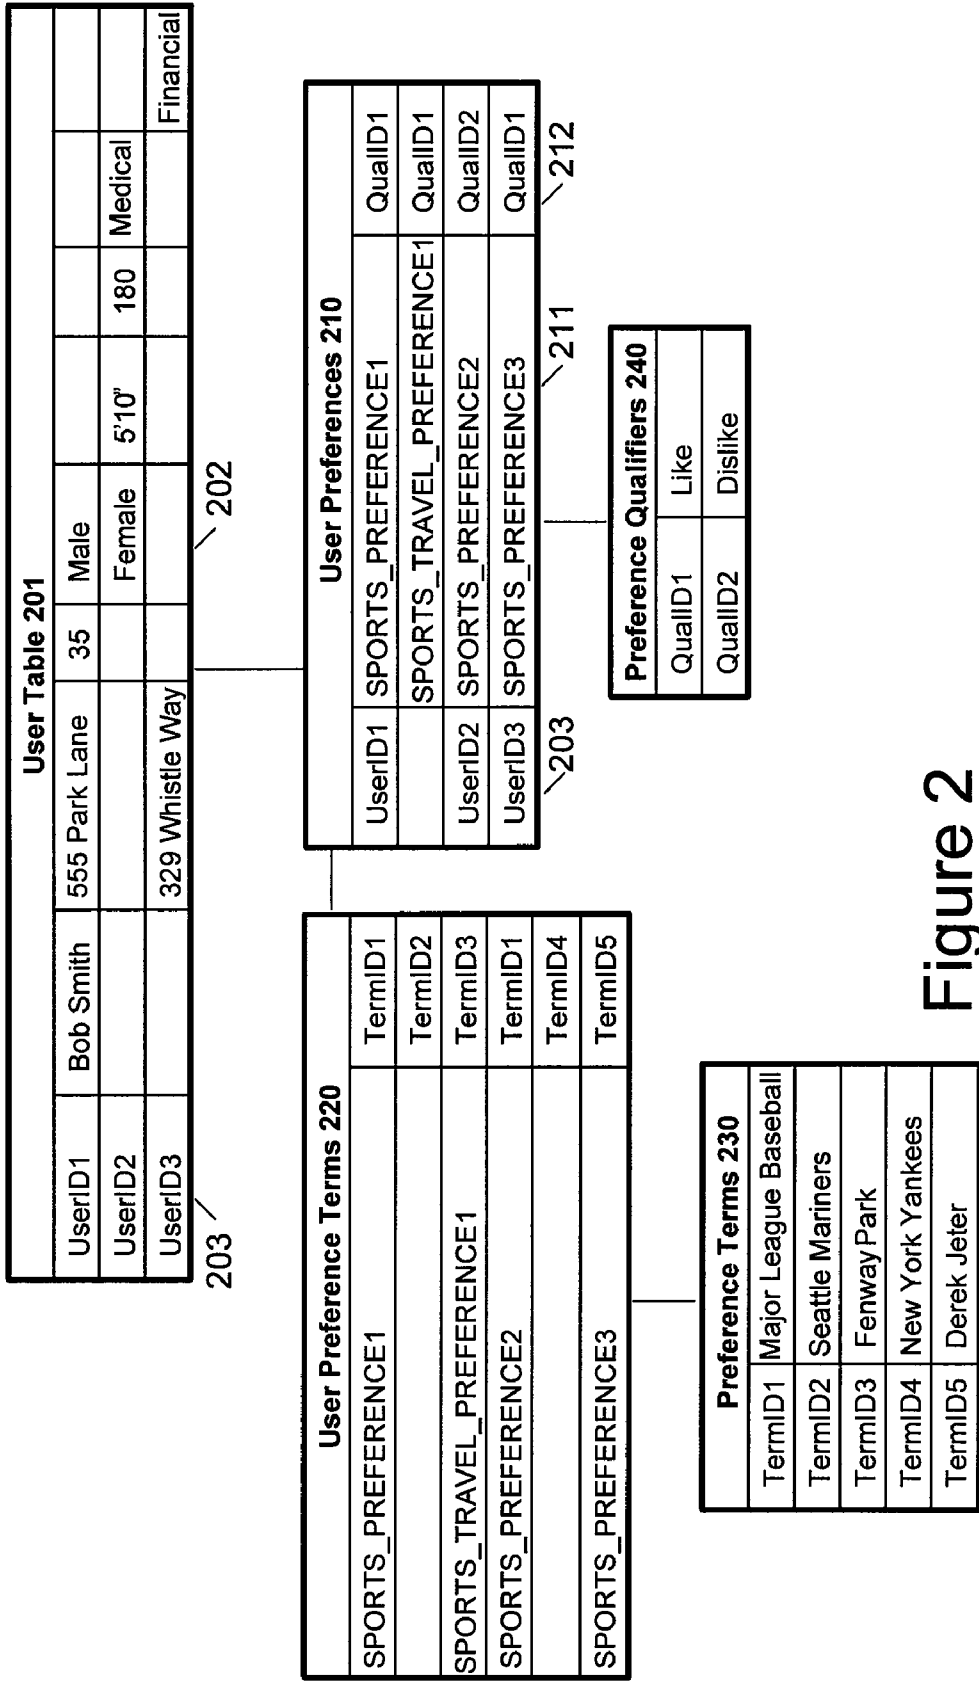 User Table 201
UserID1 Bob Smith 555 Park Lane 35 Male
UserID2 Female 5'10" 180 Medical
UserID3 329 Whistle Way Financial
203
202
User Preference Terms 220
SPORTS_PREFERENCE1 TermID1
TermID2
SPORTS_TRAVEL_PREFERENCE1 TermID3
SPORTS_PREFERENCE2 TermID1
TermID4
SPORTS_PREFERENCE3 TermID5
User Preferences 210
UserID1 SPORTS_PREFERENCE1 QualID1
SPORTS_TRAVEL_PREFERENCE1 QualID1
UserID2 SPORTS_PREFERENCE2 QualID2
UserID3 SPORTS_PREFERENCE3 QualID1
203
211
212
Preference Terms 230
TermID1 Major League Baseball
TermID2 Seattle Mariners
TermID3 Fenway Park
TermID4 New York Yankees
TermID5 Derek Jeter
Preference Qualifiers 240
QualID1 Like
QualID2 Dislike
Figure 2